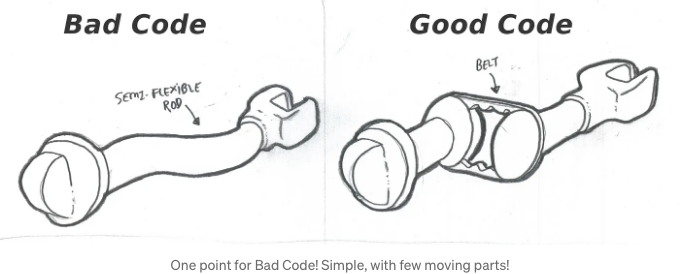 Bad Code
Good Code
SEMI-FLEXIBLE
ROD
BELT
One point for Bad Code! Simple, with few moving parts!